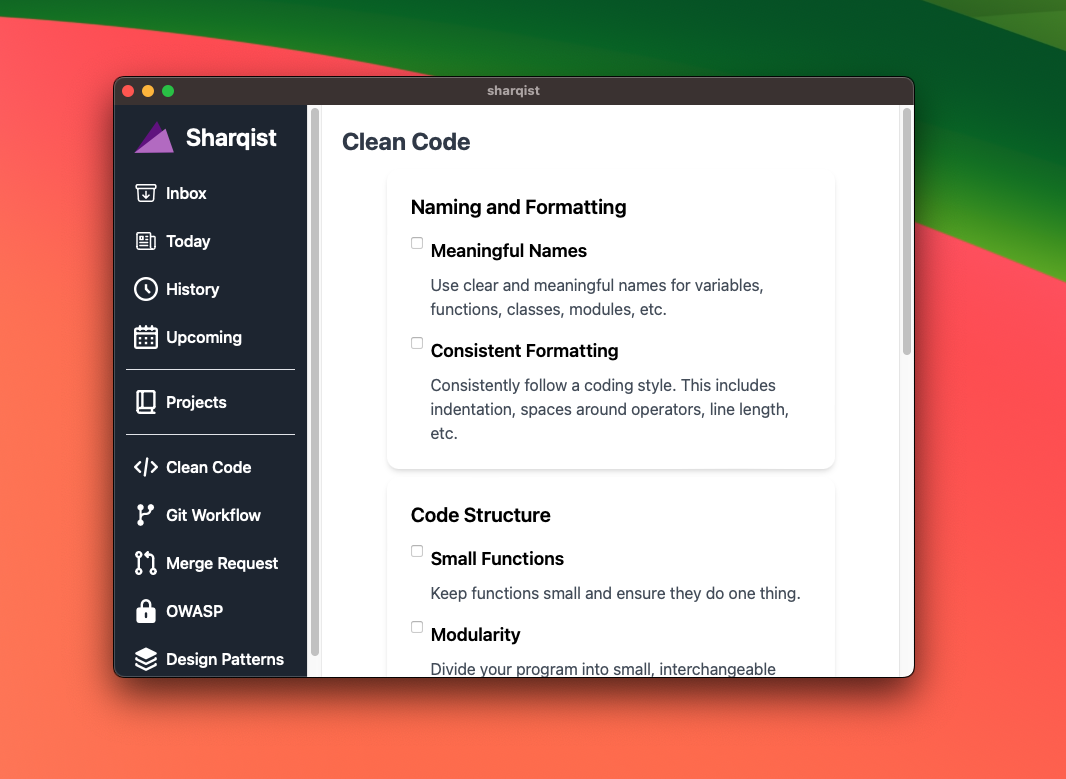 sharqist
Sharqist
Inbox
Today
History
Upcoming
Projects
Clean Code
Git Workflow
Merge Request
OWASP
Design Patterns
Clean Code
Naming and Formatting
Meaningful Names
Use clear and meaningful names for variables,
functions, classes, modules, etc.
Consistent Formatting
Consistently follow a coding style. This includes
indentation, spaces around operators, line length,
etc.
Code Structure
Small Functions
Keep functions small and ensure they do one thing.
Modularity
Divide your program into small, interchangeable